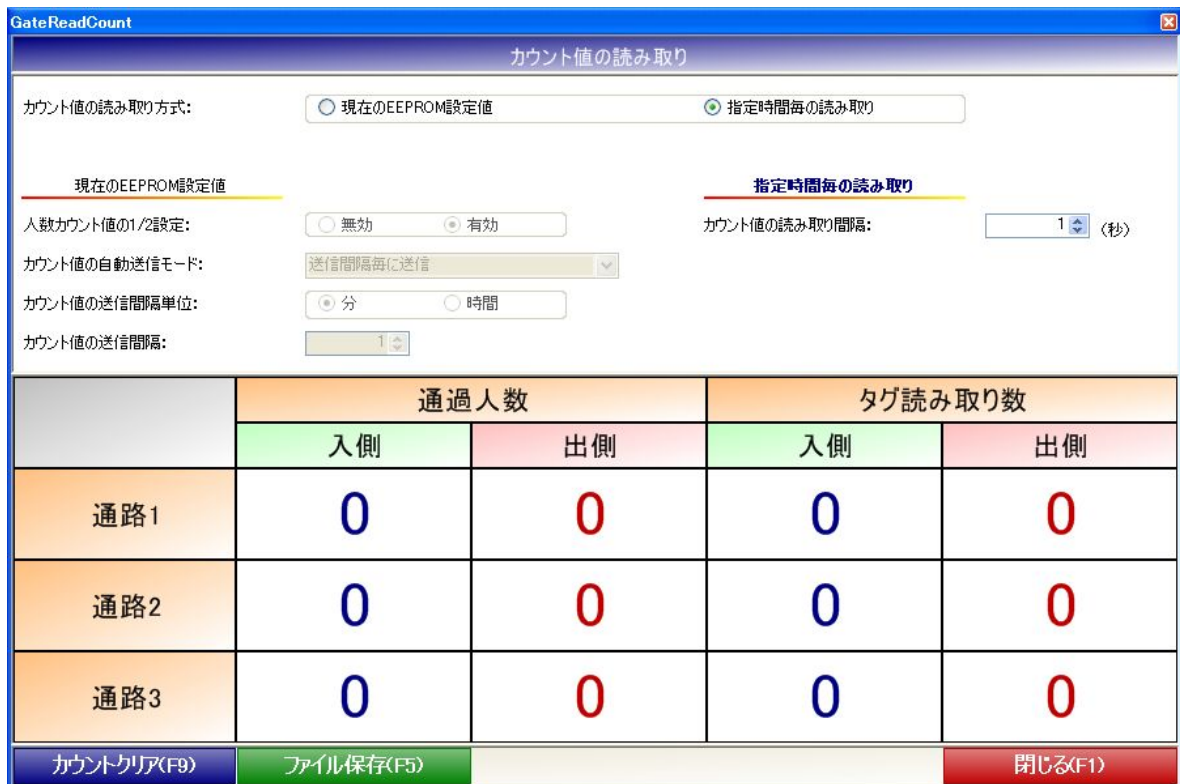 GateReadCount
カウント値の読み取り
カウント値の読み取り方式: 現在のEEPROM設定値 指定時間毎の読み取り
現在のEEPROM設定値 指定時間毎の読み取り
人数カウント値の1/2設定: 無効 有効 カウント値の読み取り間隔: 1 (秒)
カウント値の自動送信モード: 送信間隔毎に送信
カウント値の送信間隔単位: 分 時間
カウント値の送信間隔: 1
通過人数 タグ読み取り数
入側 出側 入側 出側
通路1 0 0 0 0
通路2 0 0 0 0
通路3 0 0 0 0
カウントクリア(F9) ファイル保存(F5) 閉じる(F1)